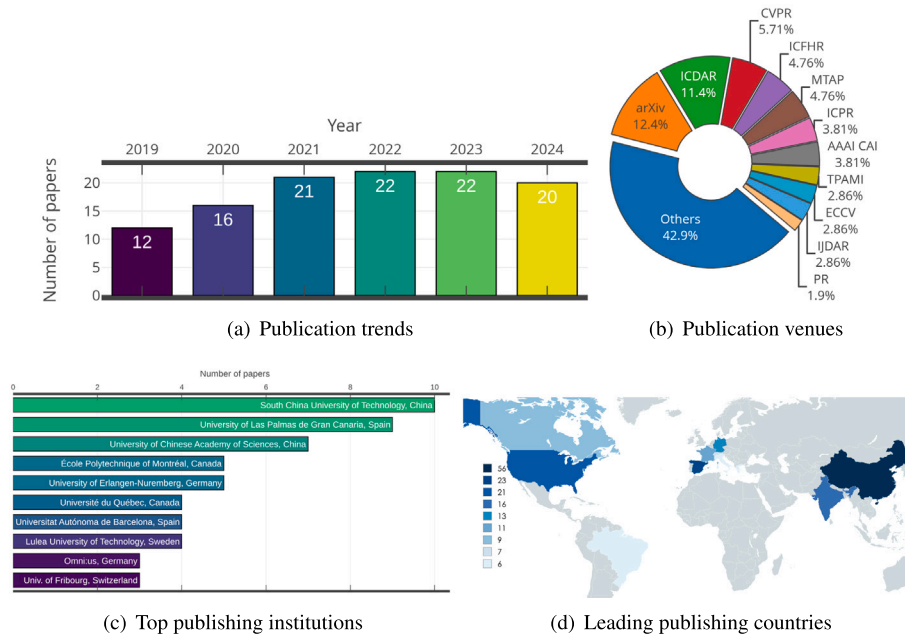 Year
2019 2020 2021 2022 2023 2024
Number of papers
20
15
10
5
0
12 16 21 22 22 20
(a) Publication trends
CVPR
5.71%
ICFHR
4.76%
MTAP
4.76%
ICPR
3.81%
AAAI CAI
3.81%
TPAMI
2.86%
ECCV
2.86%
IJDAR
2.86%
PR
1.9%
ICDAR
11.4%
arXiv
12.4%
Others
42.9%
(b) Publication venues
Number of papers
0 2 4 6 8 10
South China University of Technology, China
University of Las Palmas de Gran Canaria, Spain
University of Chinese Academy of Sciences, China
École Polytechnique of Montréal, Canada
University of Erlangen-Nuremberg, Germany
Université du Québec, Canada
Universitat Autónoma de Barcelona, Spain
Lulea University of Technology, Sweden
Omni:us, Germany
Univ. of Fribourg, Switzerland
(c) Top publishing institutions
56
23
21
16
13
11
9
7
6
(d) Leading publishing countries